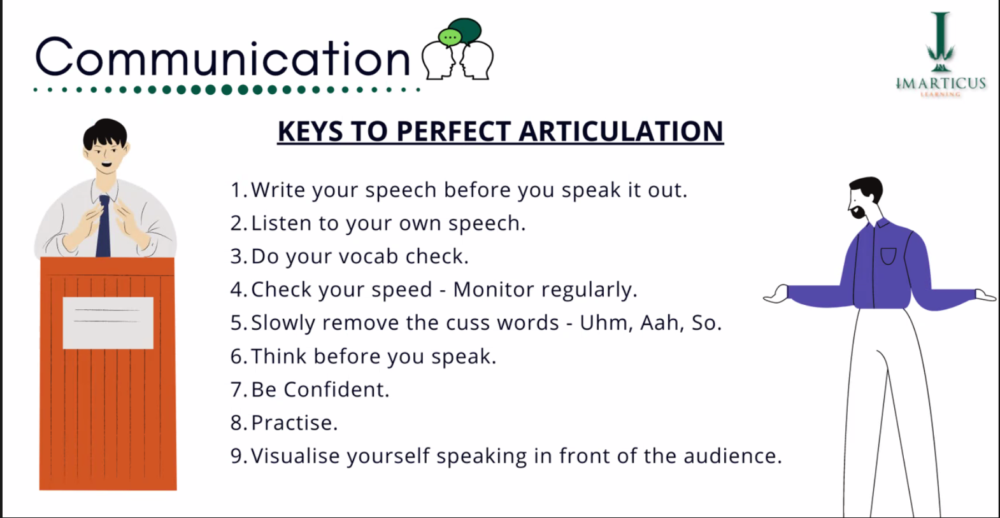 Communication
IMARTICUS
LEARNING
KEYS TO PERFECT ARTICULATION
1. Write your speech before you speak it out.
2. Listen to your own speech.
3. Do your vocab check.
4. Check your speed - Monitor regularly.
5. Slowly remove the cuss words - Uhm, Aah, So.
6. Think before you speak.
7. Be Confident.
8. Practise.
9. Visualise yourself speaking in front of the audience.